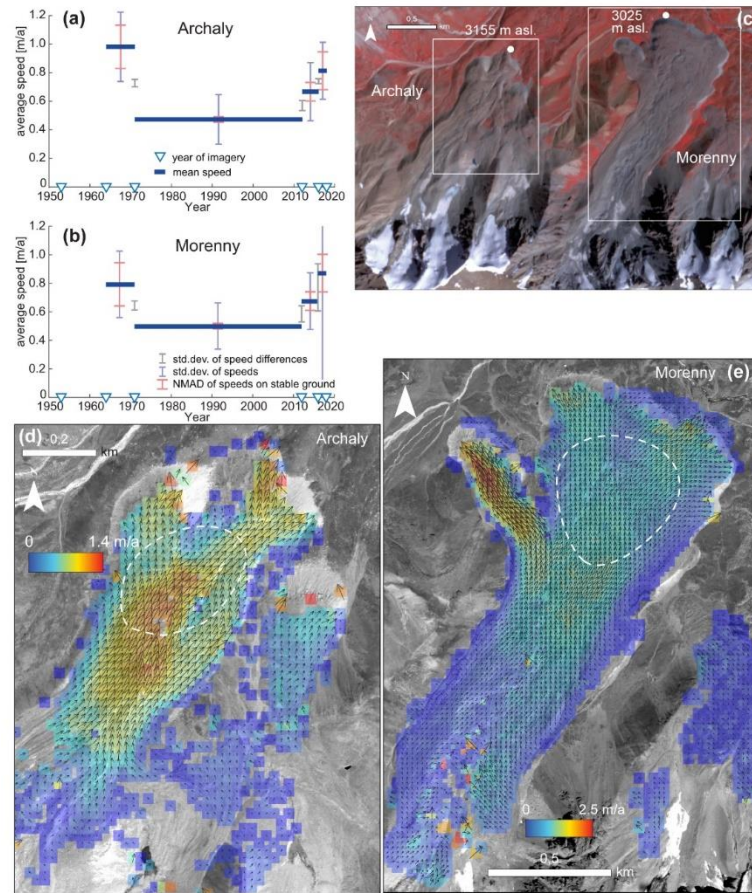 (a)
Archaly
1.2
1.0
0.8
0.6
0.4
0.2
0
average speed [m/a]
year of imagery
mean speed
1950 1960 1970 1980 1990 2000 2010 2020
Year
(b)
Morenny
1.2
1.0
0.8
0.6
0.4
0.2
0
average speed [m/a]
std.dev. of speed differences
std.dev. of speeds
NMAD of speeds on stable ground
1950 1960 1970 1980 1990 2000 2010 2020
Year
(c)
0,5
km
3155 m asl.
3025
m asl.
Archaly
Morenny
(d)
0,2
km
Archaly
N
0 1.4 m/a
(e)
Morenny
N
0 2.5 m/a
0,5
km